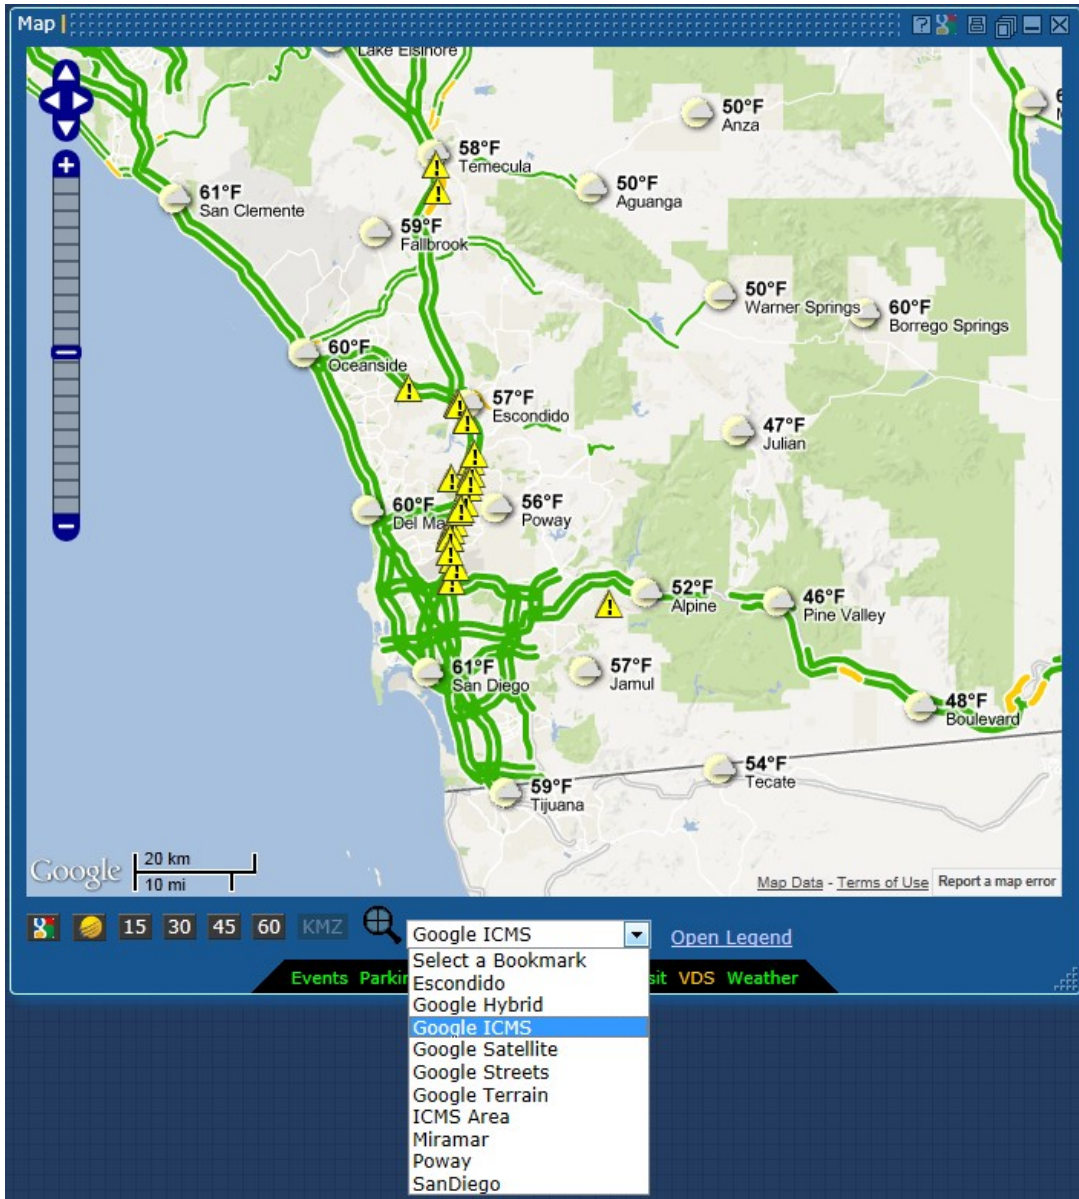 Map
Lake Elsinore
50°F
Anza
58°F
Temecula
50°F
Aguanga
61°F
San Clemente
59°F
Fallbrook
50°F
Warner Springs
60°F
Borrego Springs
60°F
Oceanside
57°F
Escondido
47°F
Julian
60°F
Del Ma
56°F
Poway
52°F
Alpine
46°F
Pine Valley
61°F
San Diego
57°F
Jamul
48°F
Boulevard
54°F
Tecate
59°F
Tijuana
Google
20 km
10 mi
Map Data - Terms of Use Report a map error
15 30 45 60 KMZ
Google ICMS
Open Legend
Events Parkin sit VDS Weather
Select a Bookmark
Escondido
Google Hybrid
Google ICMS
Google Satellite
Google Streets
Google Terrain
ICMS Area
Miramar
Poway
SanDiego